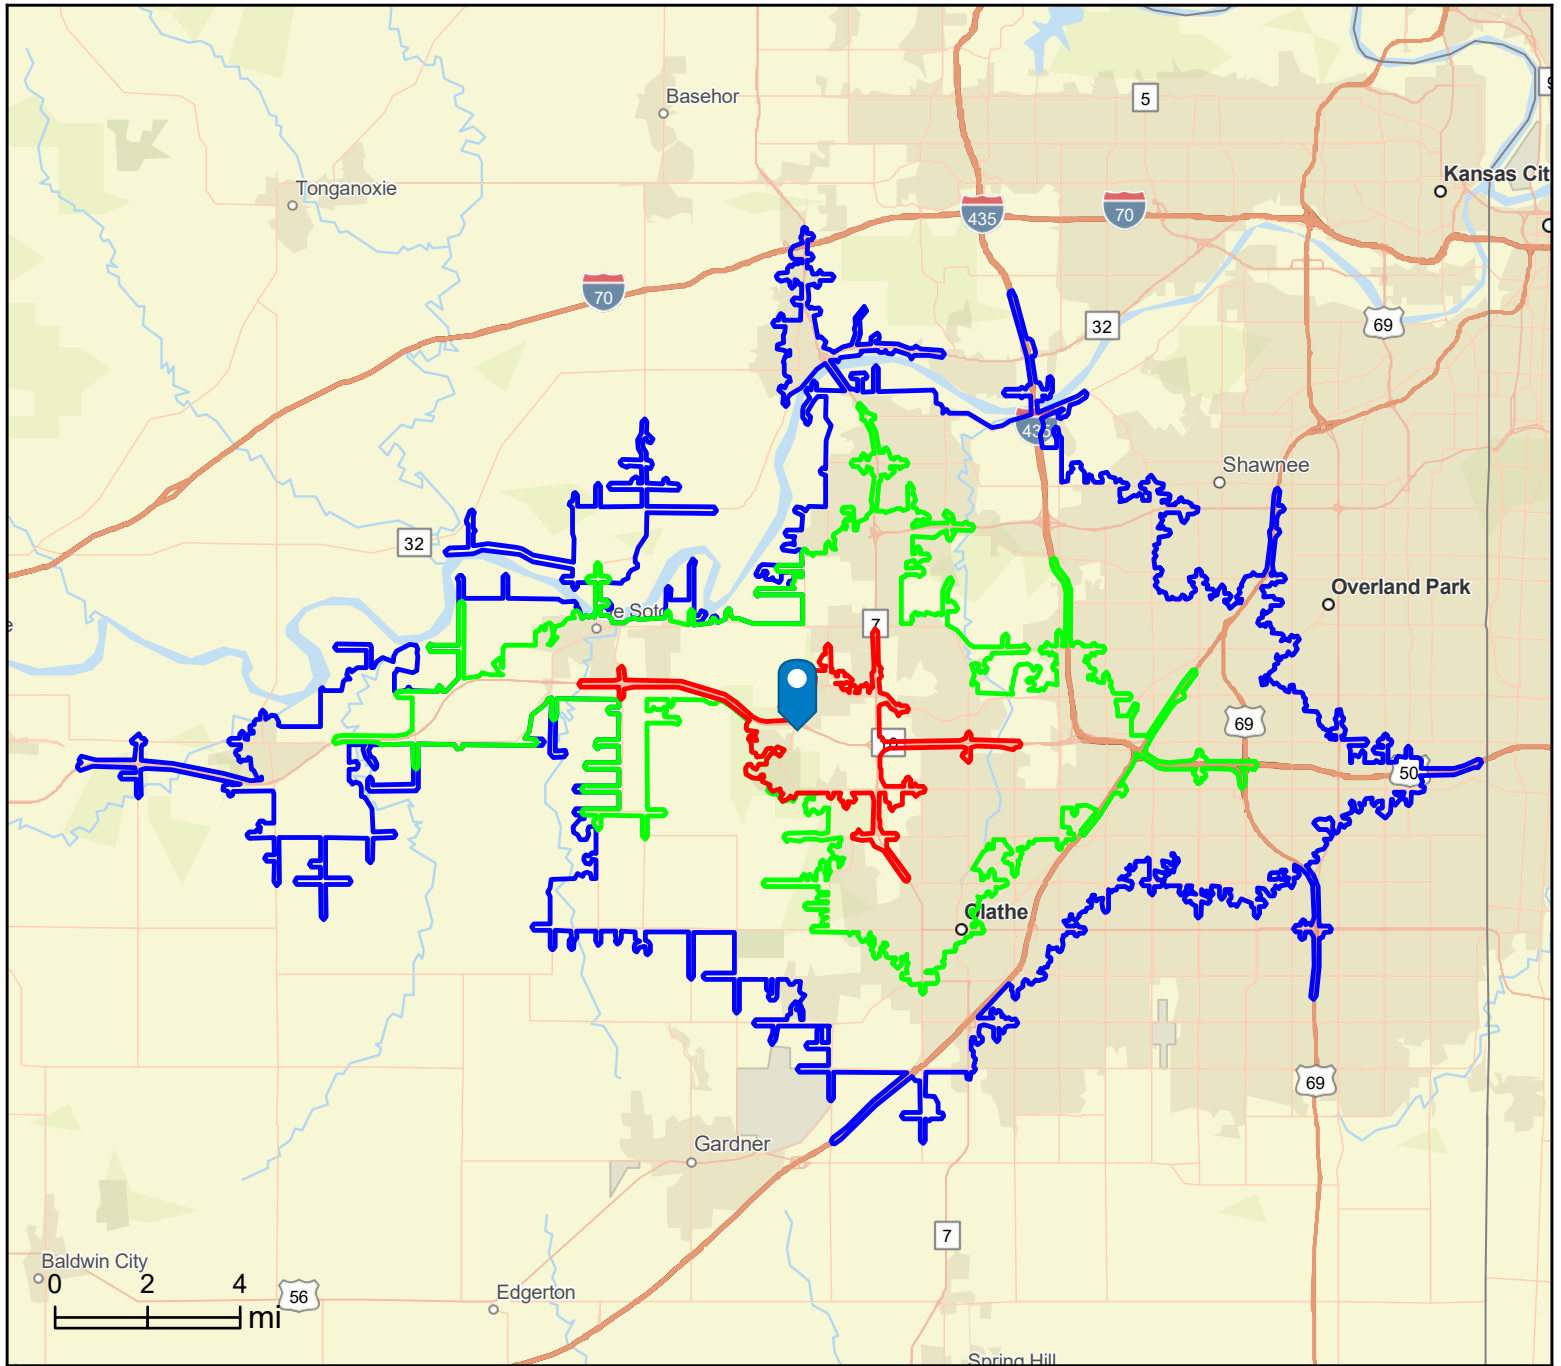 Basehor
5
Kansas Cit
Tonganoxie
435
70
70
32
69
435
Shawnee
32
Overland Park
e Soto
7
69
50
Olathe
69
Gardner
7
Baldwin City
0 2 4
mi
56
Edgerton
Spring Hill